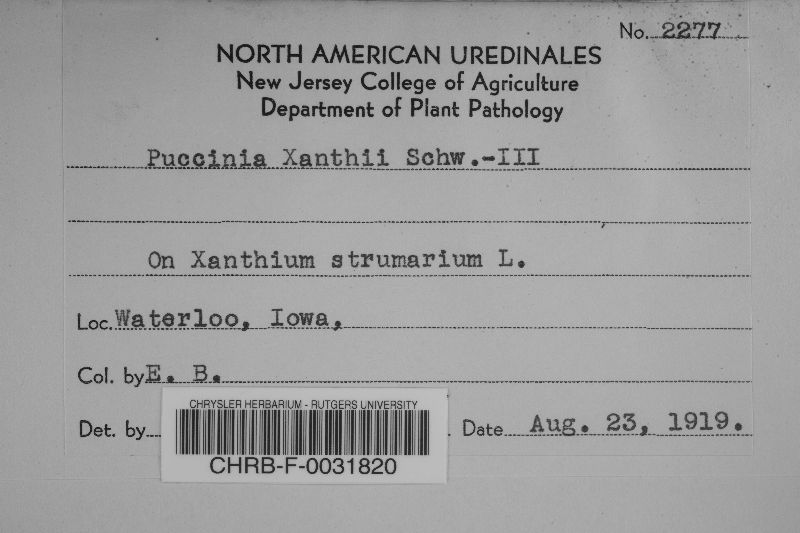 No. 2277
NORTH AMERICAN UREDINALES
New Jersey College of Agriculture
Department of Plant Pathology
Puccinia Xanthii Schw.-III
On Xanthium strumarium L.
Loc. Waterloo, Iowa,
Col. by E. B.
Det. by
Date Aug. 23, 1919.
CHRYSLER HERBARIUM - RUTGERS UNIVERSITY
CHRB-F-0031820